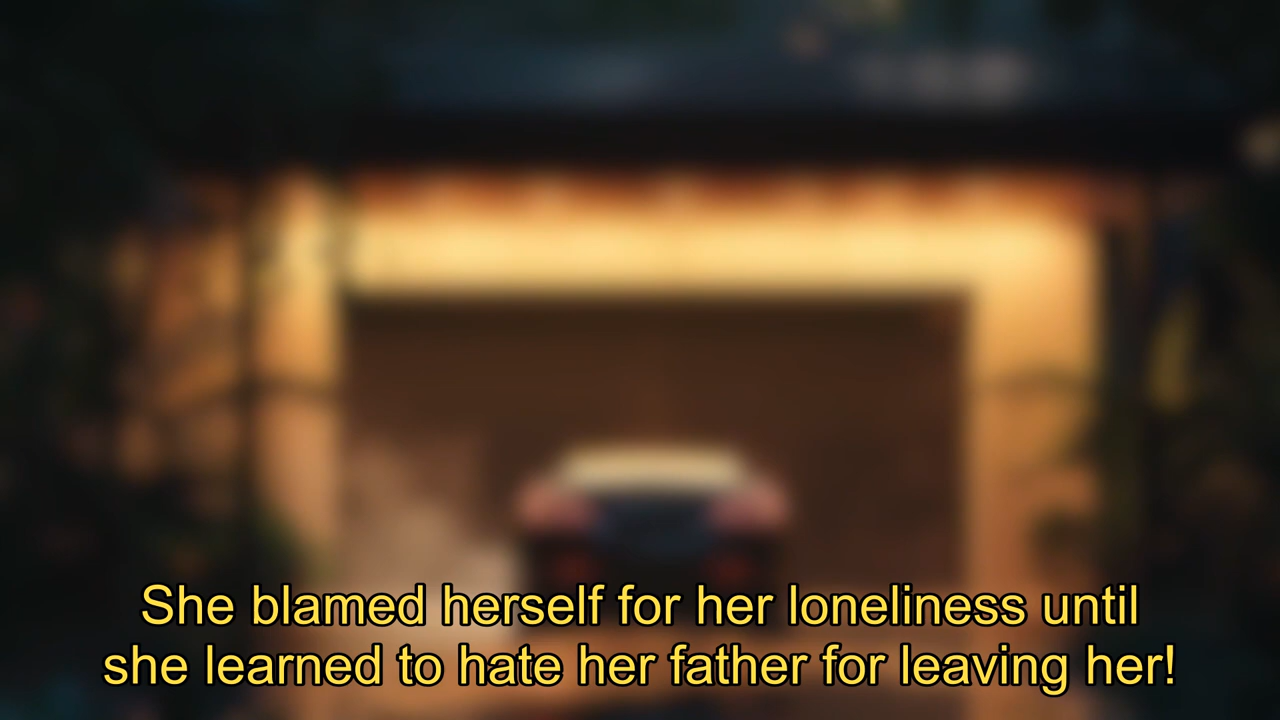 She blamed herself for her loneliness until
she learned to hate her father for leaving her!